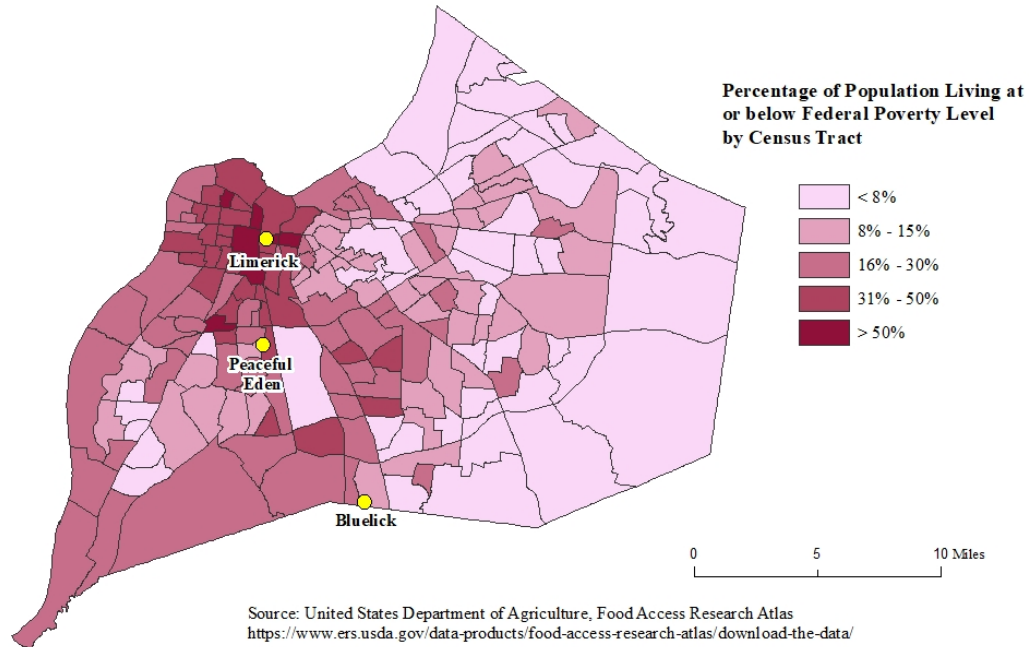 Percentage of Population Living at
or below Federal Poverty Level
by Census Tract
< 8%
8% - 15%
16% - 30%
31% - 50%
> 50%
Limerick
Peaceful
Eden
Bluelick
0 5 10 Miles
Source: United States Department of Agriculture, Food Access Research Atlas
https://www.ers.usda.gov/data-products/food-access-research-atlas/download-the-data/